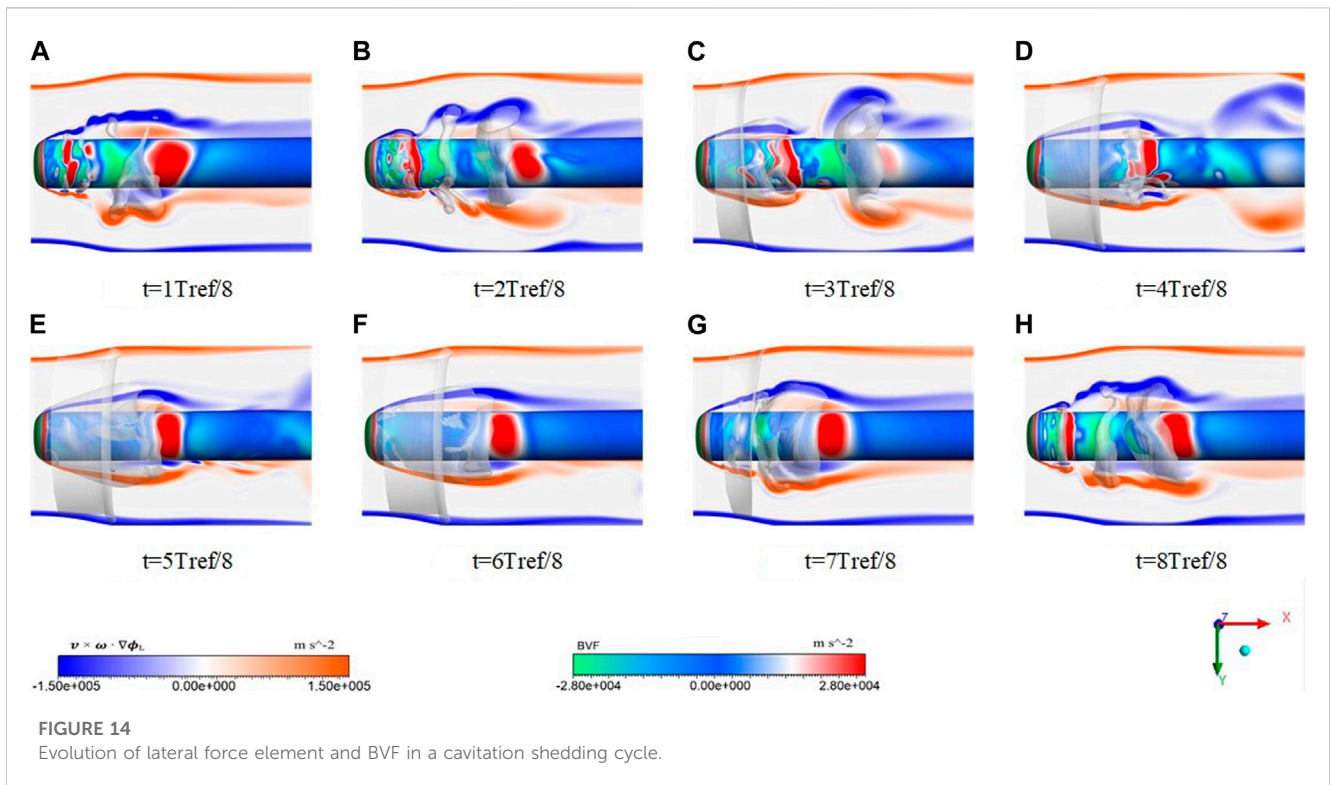 A
B
C
D
t=1Tref/8
t=2Tref/8
t=3Tref/8
t=4Tref/8
E
F
G
H
t=5Tref/8
t=6Tref/8
t=7Tref/8
t=8Tref/8
v × ω · ∇ϕL m s^-2
-1.50e+005 0.00e+000 1.50e+005
BVF m s^-2
-2.80e+004 0.00e+000 2.80e+004
Z
X
Y
FIGURE 14
Evolution of lateral force element and BVF in a cavitation shedding cycle.